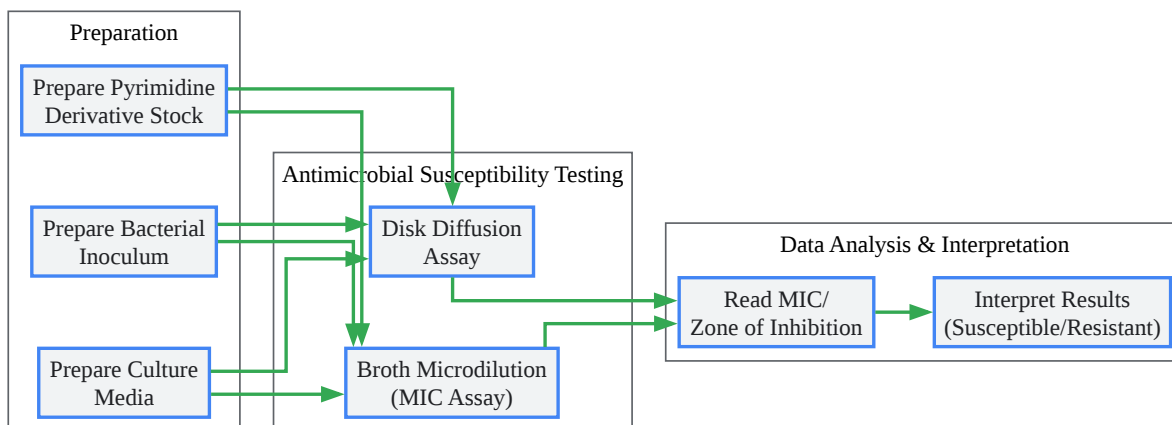 Preparation
Prepare Pyrimidine
Derivative Stock
Prepare Bacterial
Inoculum
Prepare Culture
Media
Antimicrobial Susceptibility Testing
Disk Diffusion
Assay
Broth Microdilution
(MIC Assay)
Data Analysis & Interpretation
Read MIC/
Zone of Inhibition
Interpret Results
(Susceptible/Resistant)